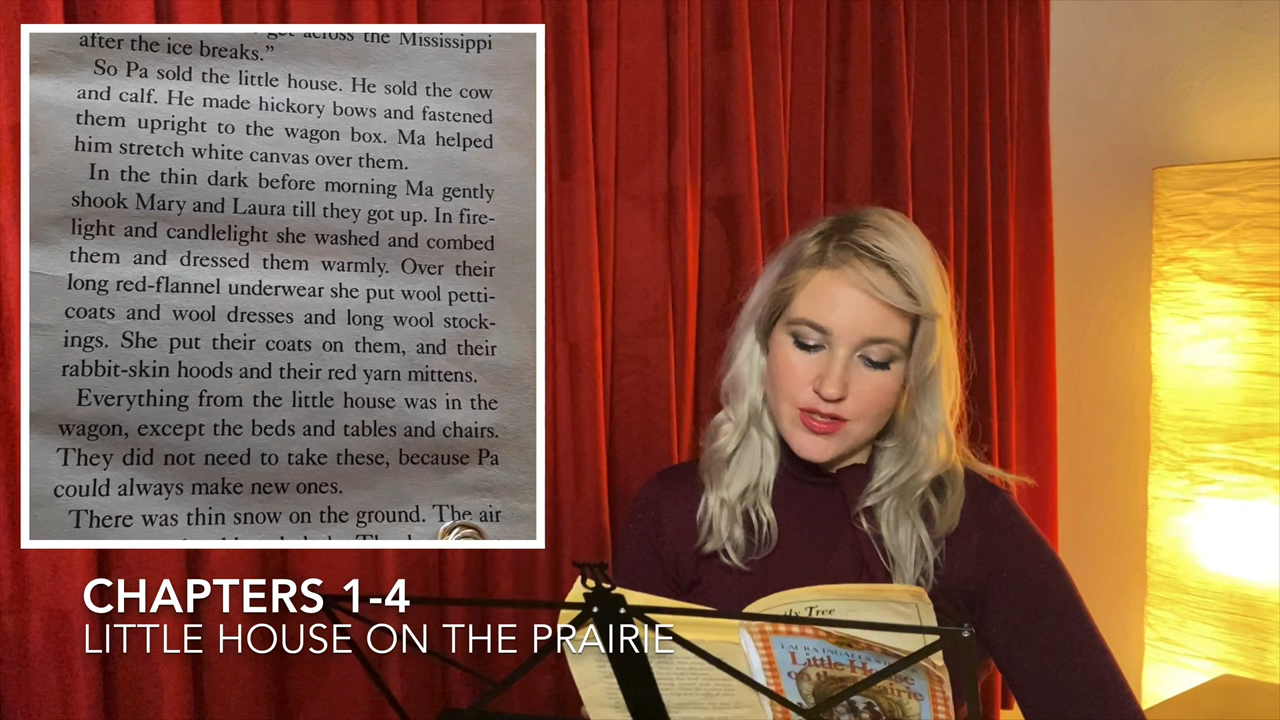 get across the Mississippi
after the ice breaks.”
So Pa sold the little house. He sold the cow
and calf. He made hickory bows and fastened
them upright to the wagon box. Ma helped
him stretch white canvas over them.
In the thin dark before morning Ma gently
shook Mary and Laura till they got up. In fire-
light and candlelight she washed and combed
them and dressed them warmly. Over their
long red-flannel underwear she put wool petti-
coats and wool dresses and long wool stock-
ings. She put their coats on them, and their
rabbit-skin hoods and their red yarn mittens.
Everything from the little house was in the
wagon, except the beds and tables and chairs.
They did not need to take these, because Pa
could always make new ones.
There was thin snow on the ground. The air
CHAPTERS 1-4
LITTLE HOUSE ON THE PRAIRIE
Tree
LAURA INGALLS
Little House
on the Prairie